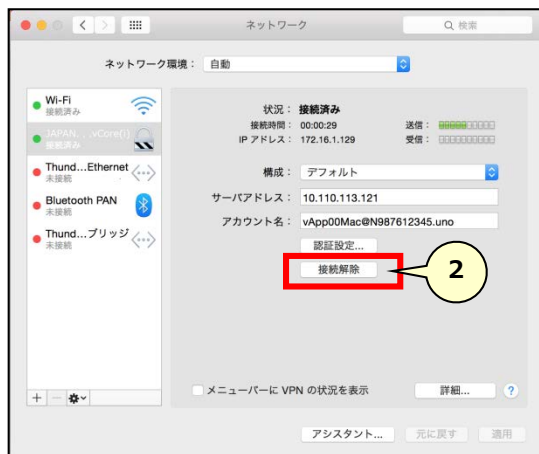 ネットワーク
検索
ネットワーク環境： 自動
Wi-Fi
接続済み
JAPAN. . .vCore(i)
接続済み
Thund…Ethernet
未接続
Bluetooth PAN
未接続
Thund…ブリッジ
未接続
状況： 接続済み
接続時間： 00:00:29
送信：
IP アドレス： 172.16.1.129
受信：
構成： デフォルト
サーバアドレス： 10.110.113.121
アカウント名： vApp00Mac@N987612345.uno
認証設定...
接続解除
2
メニューバーに VPN の状況を表示
詳細...
?
アシスタント...
元に戻す
適用